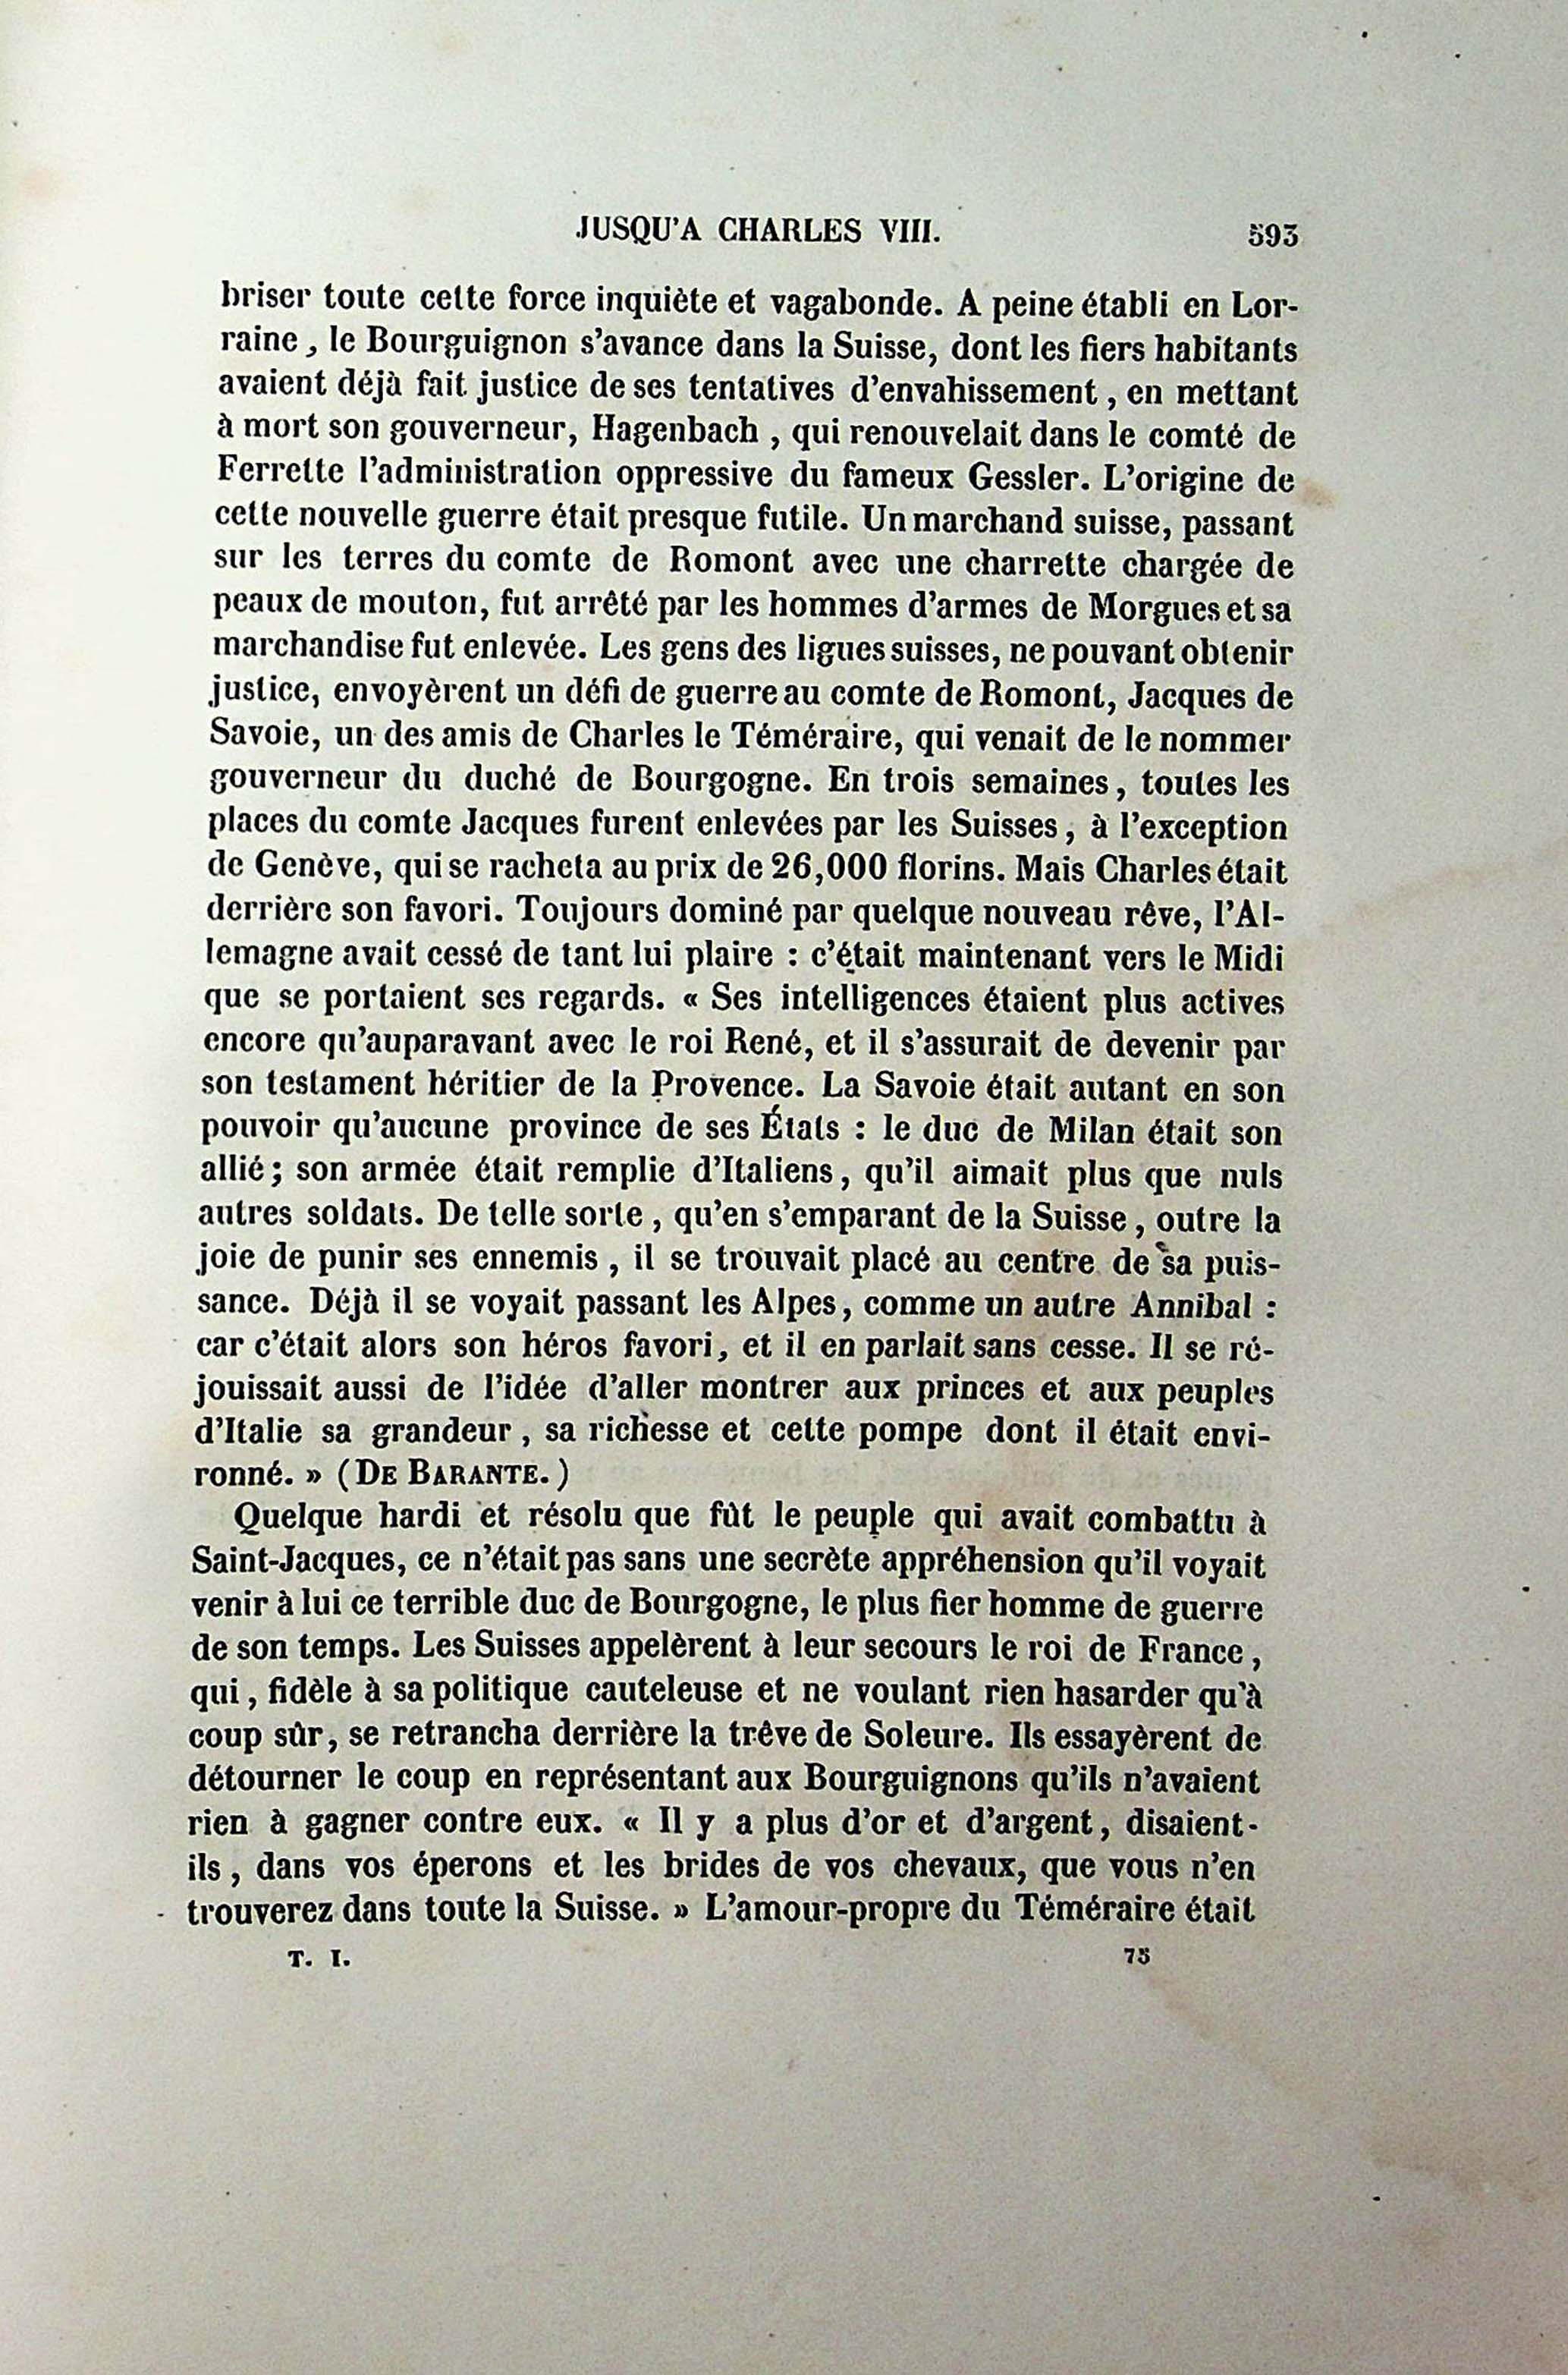 JUSQU'A CHARLES VIII. 593
briser toute cette force inquiète et vagabonde. A peine établi en Lor-
raine, le Bourguignon s'avance dans la Suisse, dont les fiers habitants
avaient déjà fait justice de ses tentatives d'envahissement, en mettant
à mort son gouverneur, Hagenbach, qui renouvelait dans le comté de
Ferrette l'administration oppressive du fameux Gessler. L'origine de
cette nouvelle guerre était presque futile. Un marchand suisse, passant
sur les terres du comte de Romont avec une charrette chargée de
peaux de mouton, fut arrêté par les hommes d'armes de Morgues et sa
marchandise fut enlevée. Les gens des ligues suisses, ne pouvant obtenir
justice, envoyèrent un défi de guerre au comte de Romont, Jacques de
Savoie, un des amis de Charles le Téméraire, qui venait de le nommer
gouverneur du duché de Bourgogne. En trois semaines, toutes les
places du comte Jacques furent enlevées par les Suisses, à l'exception
de Genève, qui se racheta au prix de 26,000 florins. Mais Charles était
derrière son favori. Toujours dominé par quelque nouveau rêve, l'Al-
lemagne avait cessé de tant lui plaire : c'était maintenant vers le Midi
que se portaient ses regards. « Ses intelligences étaient plus actives
encore qu'auparavant avec le roi René, et il s'assurait de devenir par
son testament héritier de la Provence. La Savoie était autant en son
pouvoir qu'aucune province de ses États : le duc de Milan était son
allié; son armée était remplie d'Italiens, qu'il aimait plus que nuls
autres soldats. De telle sorte, qu'en s'emparant de la Suisse, outre la
joie de punir ses ennemis, il se trouvait placé au centre de sa puis-
sance. Déjà il se voyait passant les Alpes, comme un autre Annibal :
car c'était alors son héros favori, et il en parlait sans cesse. Il se ré-
jouissait aussi de l'idée d'aller montrer aux princes et aux peuples
d'Italie sa grandeur, sa richesse et cette pompe dont il était envi-
ronné. » (DE BARANTE.)
Quelque hardi et résolu que fût le peuple qui avait combattu à
Saint-Jacques, ce n'était pas sans une secrète appréhension qu'il voyait
venir à lui ce terrible duc de Bourgogne, le plus fier homme de guerre
de son temps. Les Suisses appelèrent à leur secours le roi de France,
qui, fidèle à sa politique cauteleuse et ne voulant rien hasarder qu'à
coup sûr, se retrancha derrière la trêve de Soleure. Ils essayèrent de
détourner le coup en représentant aux Bourguignons qu'ils n'avaient
rien à gagner contre eux. « Il y a plus d'or et d'argent, disaient-
ils, dans vos éperons et les brides de vos chevaux, que vous n'en
trouverez dans toute la Suisse. » L'amour-propre du Téméraire était
T. I. 75